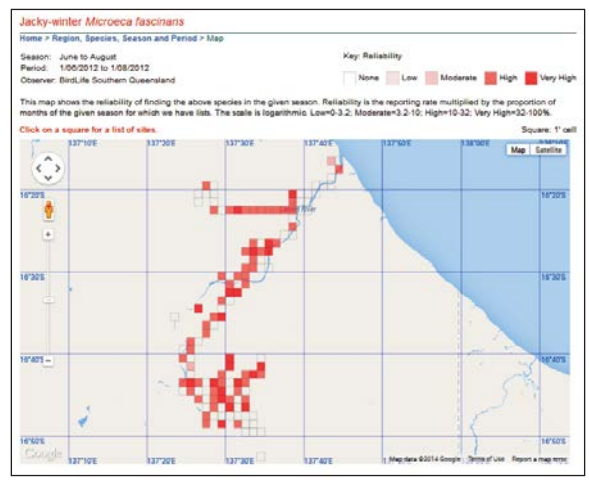 Jacky-winter Microeca fascinans
Home > Region, Species, Season and Period > Map
Season: June to August
Period: 1/06/2012 to 1/08/2012
Observer: BirdLife Southern Queensland
Key: Reliability
None Low Moderate High Very High
This map shows the reliability of finding the above species in the given season. Reliability is the reporting rate multiplied by the proportion of
months of the given season for which we have lists. The scale is logarithmic. Low=0-3.2; Moderate=3.2-10; High=10-32; Very High=32-100%.
Click on a square for a list of sites.
Square: 1' cell
137°10'E 137°20'E 137°30'E 137°40'E 137°50'E 138°00'E
Map Satellite
16°20'S 16°20'S
River
16°30'S 16°30'S
16°40'S 16°40'S
16°50'S 16°50'S
Google
137°10'E 137°20'E 137°30'E 137°40'E
Map data ©2014 Google Terms of Use Report a map error